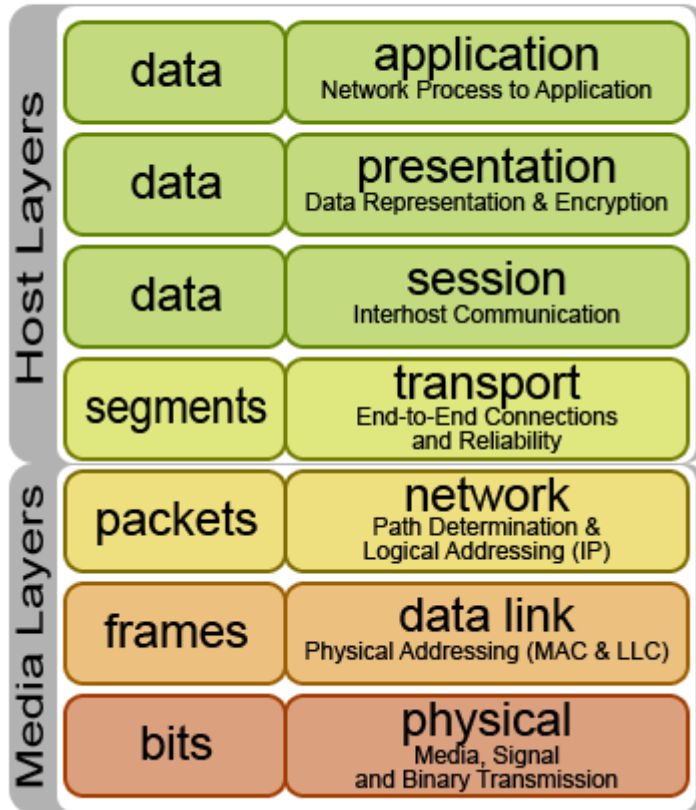 Host Layers
data
application
Network Process to Application
data
presentation
Data Representation & Encryption
data
session
Interhost Communication
segments
transport
End-to-End Connections
and Reliability
Media Layers
packets
network
Path Determination &
Logical Addressing (IP)
frames
data link
Physical Addressing (MAC & LLC)
bits
physical
Media, Signal
and Binary Transmission